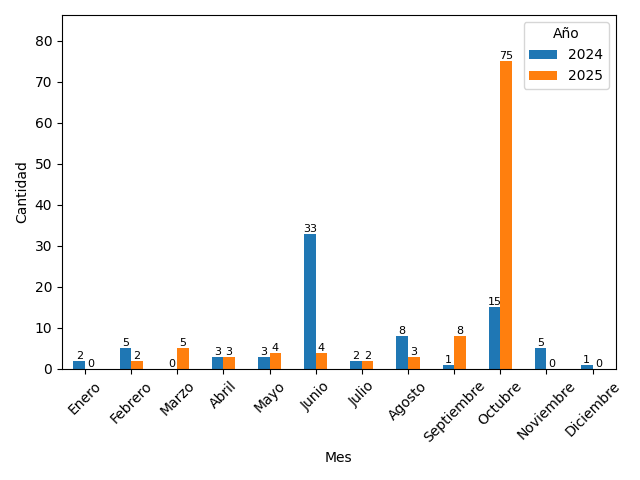 Año
2024
2025
Cantidad
80
70
60
50
40
30
20
10
0
2 0
5 2
0 5
3 3
3 4
33 4
2 2
8 3
1 8
15 75
5 0
1 0
Enero
Febrero
Marzo
Abril
Mayo
Junio
Julio
Agosto
Septiembre
Octubre
Noviembre
Diciembre
Mes